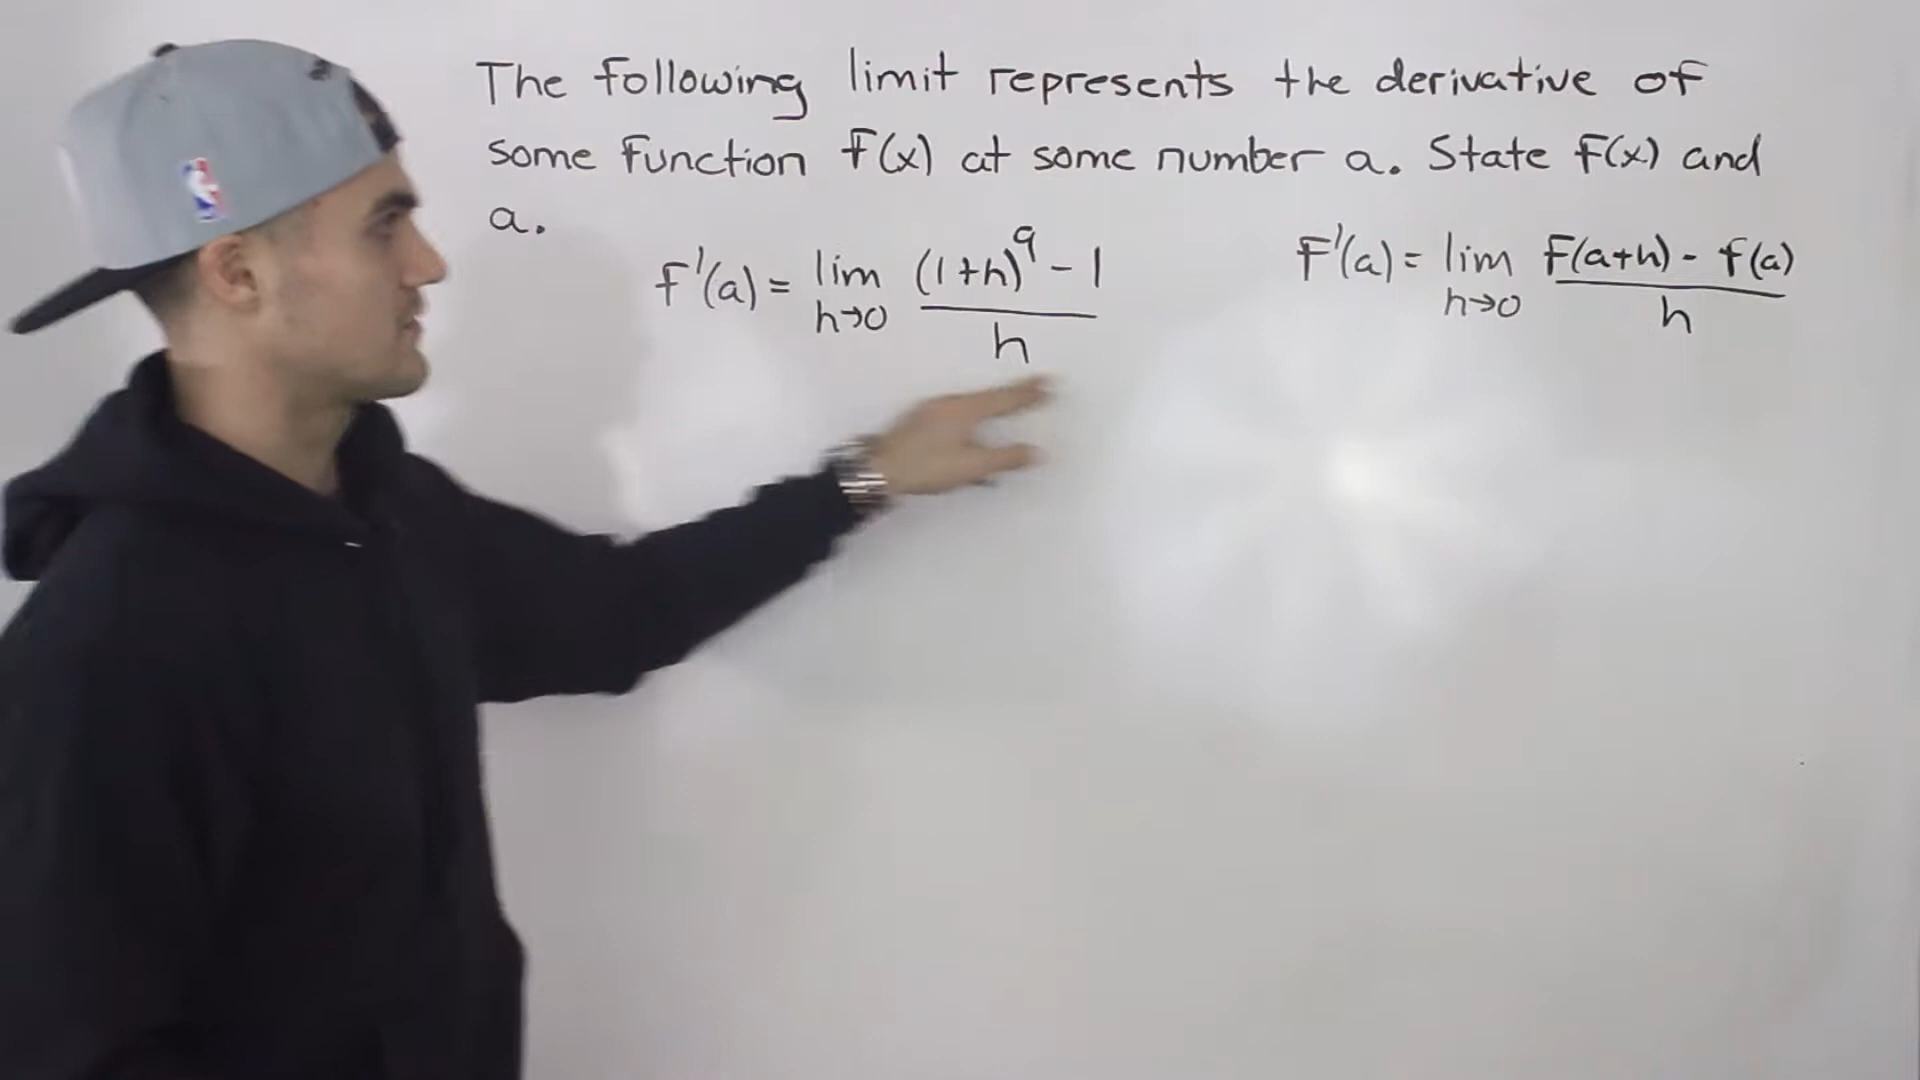 The following limit represents the derivative of
some function f(x) at some number a. State f(x) and
a.
f'(a) = lim h→0 ((1+h)^9 - 1)/h
f'(a) = lim h→0 (f(a+h) - f(a))/h